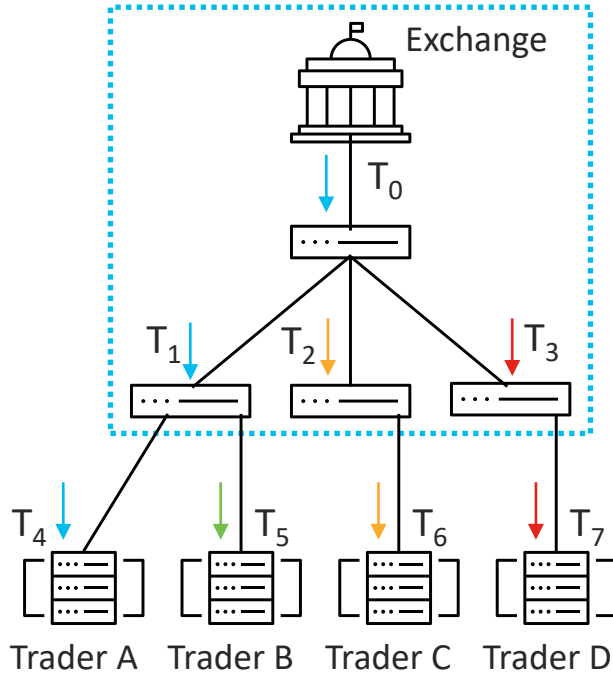 Exchange
T0
T1 T2 T3
T4 T5 T6 T7
Trader A Trader B Trader C Trader D